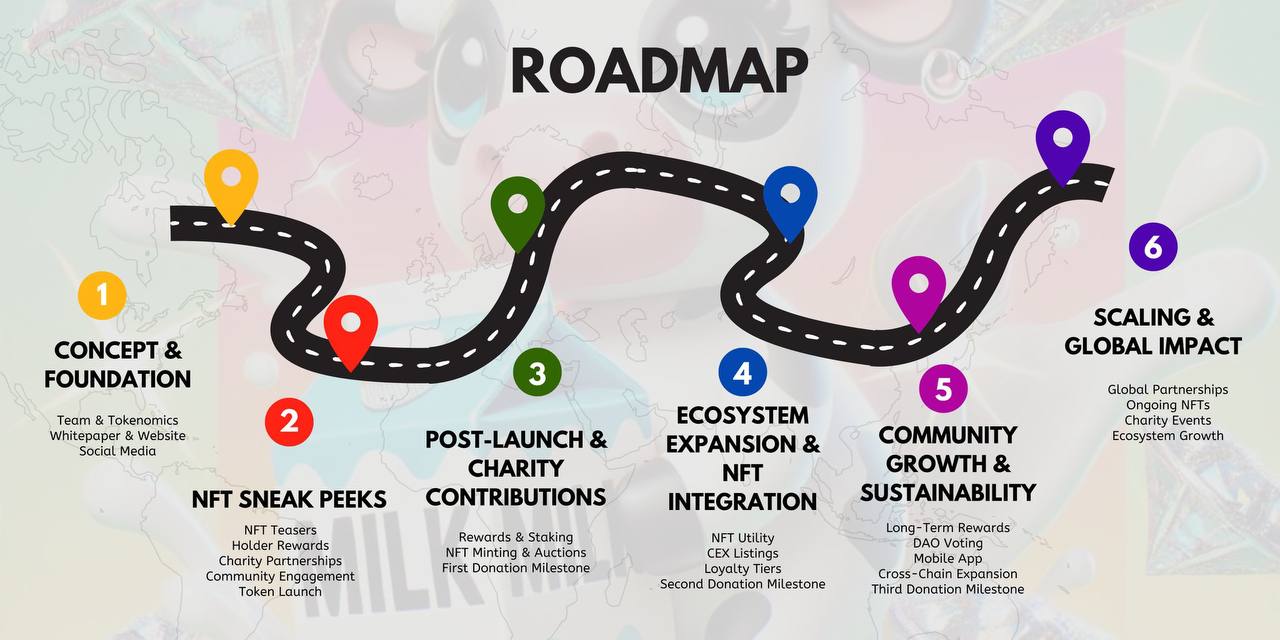 ROADMAP
1
CONCEPT &
FOUNDATION
Team & Tokenomics
Whitepaper & Website
Social Media
2
NFT SNEAK PEEKS
NFT Teasers
Holder Rewards
Charity Partnerships
Community Engagement
Token Launch
3
POST-LAUNCH &
CHARITY
CONTRIBUTIONS
Rewards & Staking
NFT Minting & Auctions
First Donation Milestone
4
ECOSYSTEM
EXPANSION &
NFT
INTEGRATION
NFT Utility
CEX Listings
Loyalty Tiers
Second Donation Milestone
5
COMMUNITY
GROWTH &
SUSTAINABILITY
Long-Term Rewards
DAO Voting
Mobile App
Cross-Chain Expansion
Third Donation Milestone
6
SCALING &
GLOBAL IMPACT
Global Partnerships
Ongoing NFTs
Charity Events
Ecosystem Growth
MILK